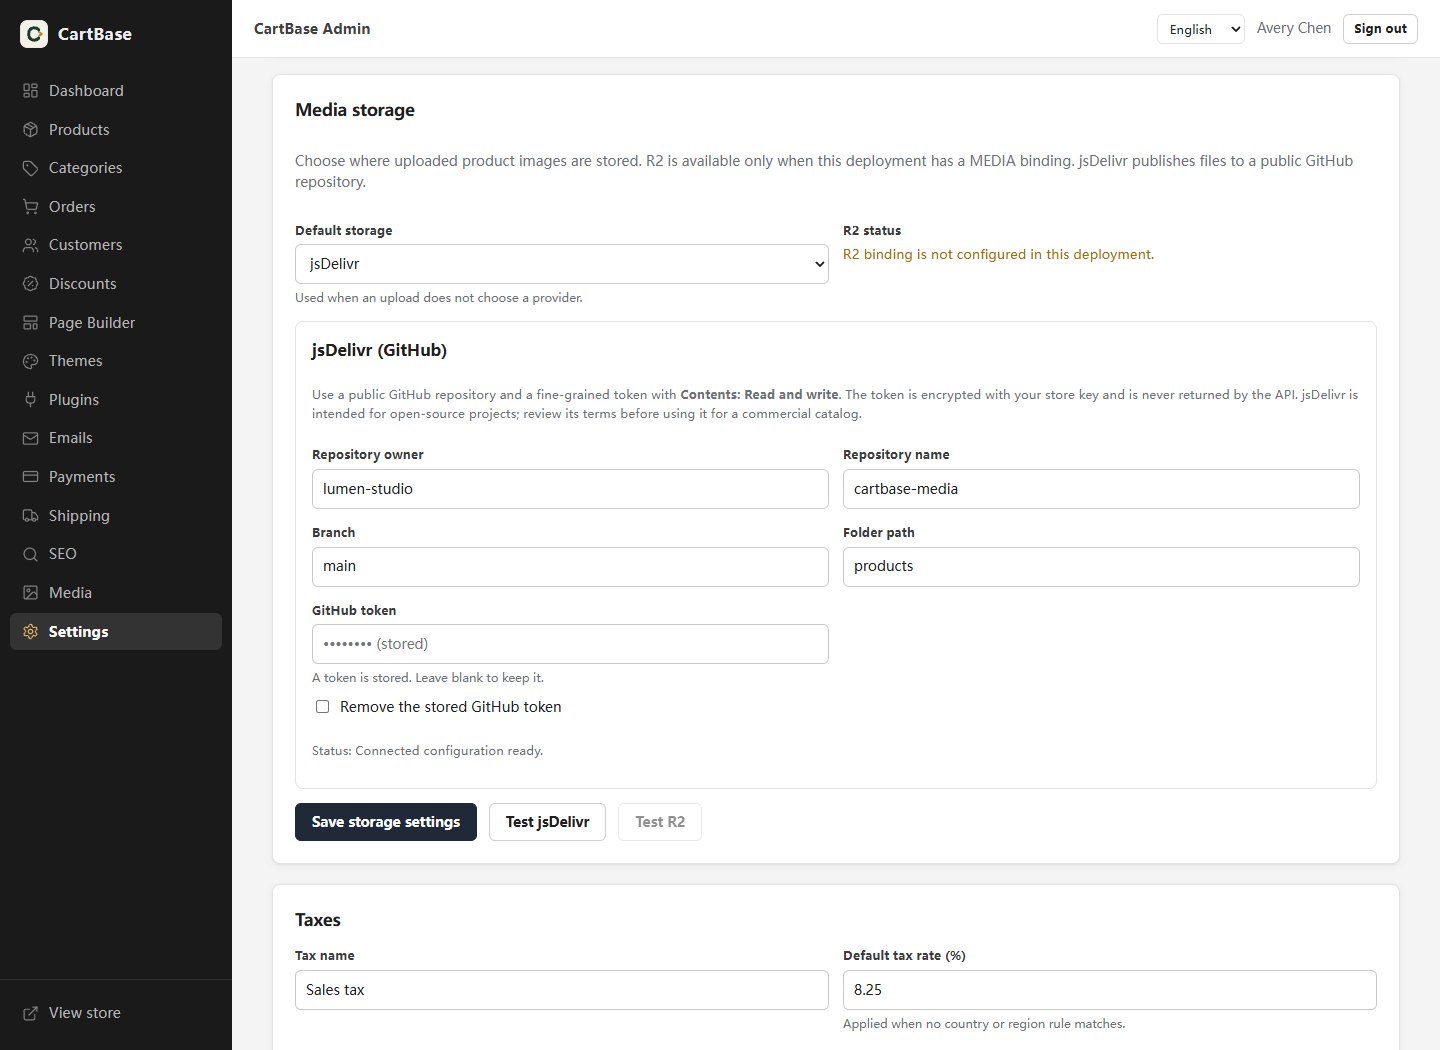 CartBase
CartBase Admin
English
Avery Chen
Sign out
Dashboard
Products
Categories
Orders
Customers
Discounts
Page Builder
Themes
Plugins
Emails
Payments
Shipping
SEO
Media
Settings
View store
Media storage
Choose where uploaded product images are stored. R2 is available only when this deployment has a MEDIA binding. jsDelivr publishes files to a public GitHub
repository.
Default storage
jsDelivr
Used when an upload does not choose a provider.
R2 status
R2 binding is not configured in this deployment.
jsDelivr (GitHub)
Use a public GitHub repository and a fine-grained token with Contents: Read and write. The token is encrypted with your store key and is never returned by the API. jsDelivr is
intended for open-source projects; review its terms before using it for a commercial catalog.
Repository owner
lumen-studio
Repository name
cartbase-media
Branch
main
Folder path
products
GitHub token
•••••••• (stored)
A token is stored. Leave blank to keep it.
Remove the stored GitHub token
Status: Connected configuration ready.
Save storage settings
Test jsDelivr
Test R2
Taxes
Tax name
Sales tax
Default tax rate (%)
8.25
Applied when no country or region rule matches.